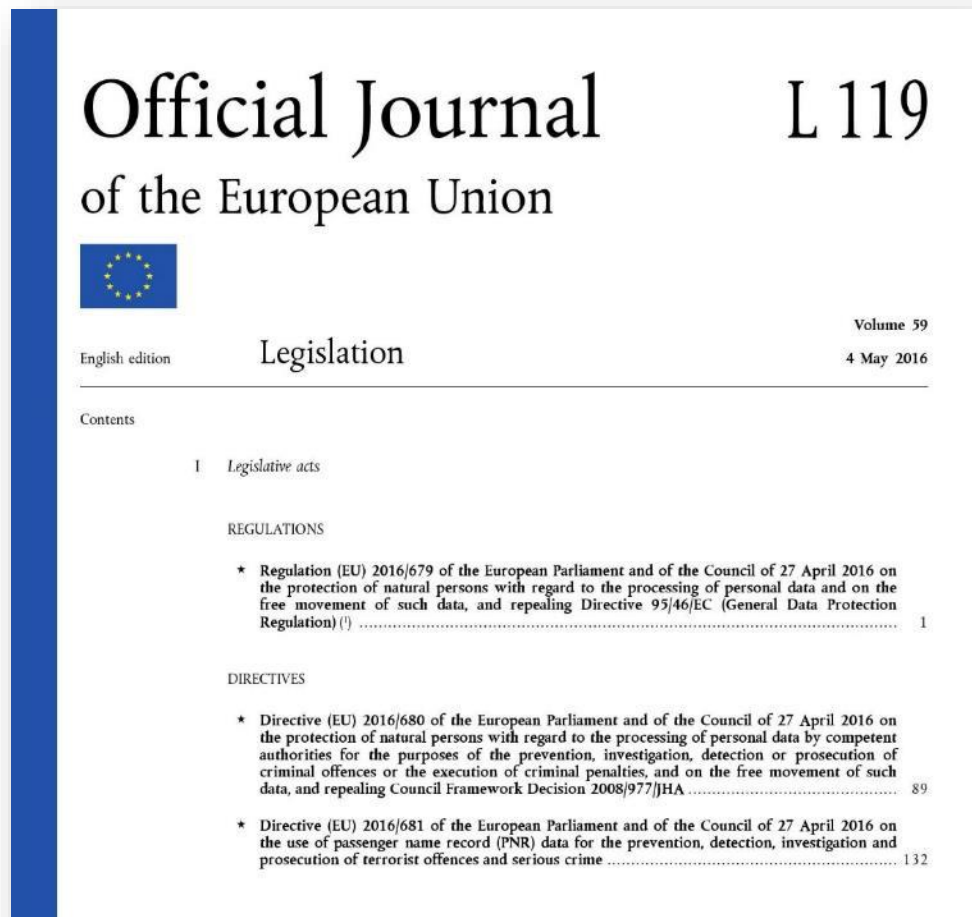 Official Journal L 119
of the European Union
Volume 59
English edition Legislation 4 May 2016
Contents
I Legislative acts
REGULATIONS
★ Regulation (EU) 2016/679 of the European Parliament and of the Council of 27 April 2016 on
the protection of natural persons with regard to the processing of personal data and on the
free movement of such data, and repealing Directive 95/46/EC (General Data Protection
Regulation) (¹) ............................................................ 1
DIRECTIVES
★ Directive (EU) 2016/680 of the European Parliament and of the Council of 27 April 2016 on
the protection of natural persons with regard to the processing of personal data by competent
authorities for the purposes of the prevention, investigation, detection or prosecution of
criminal offences or the execution of criminal penalties, and on the free movement of such
data, and repealing Council Framework Decision 2008/977/JHA ............................................ 89
★ Directive (EU) 2016/681 of the European Parliament and of the Council of 27 April 2016 on
the use of passenger name record (PNR) data for the prevention, detection, investigation and
prosecution of terrorist offences and serious crime ............................................................ 132